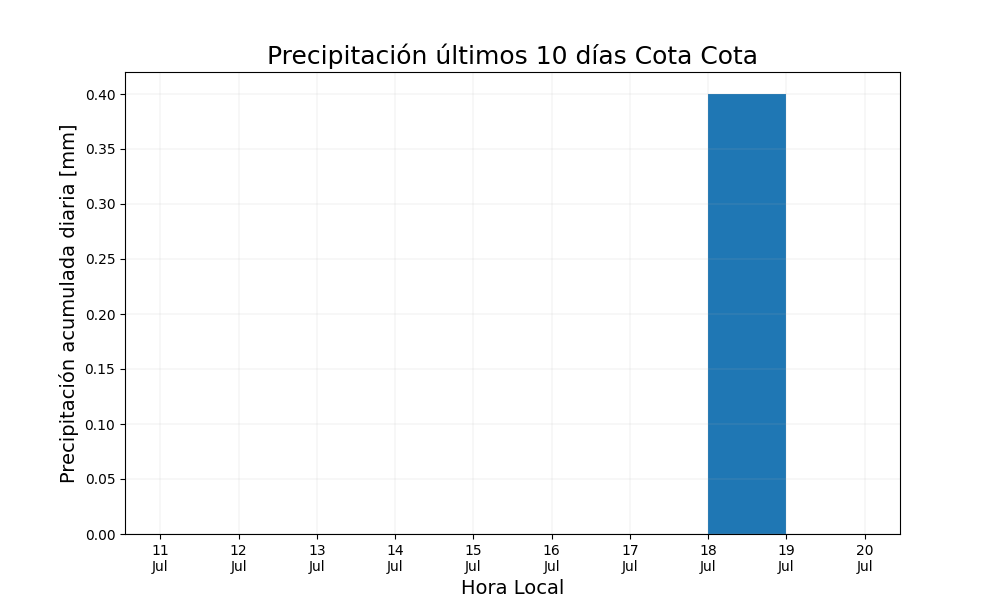 Precipitación últimos 10 días Cota Cota
Precipitación acumulada diaria [mm]
0.40
0.35
0.30
0.25
0.20
0.15
0.10
0.05
0.00
11 12 13 14 15 16 17 18 19 20
Jul Jul Jul Jul Jul Jul Jul Jul Jul Jul
Hora Local